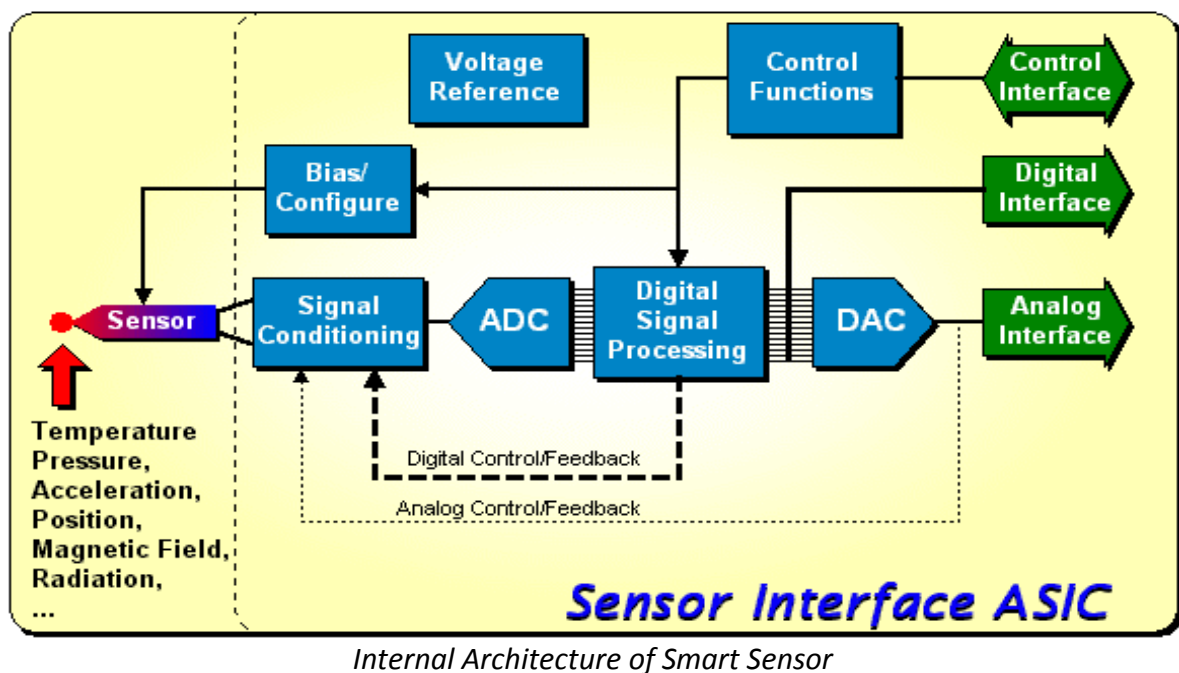 Voltage
Reference
Control
Functions
Control
Interface
Bias/
Configure
Digital
Interface
Sensor
Signal
Conditioning
ADC
Digital
Signal
Processing
DAC
Analog
Interface
Temperature
Pressure,
Acceleration,
Position,
Magnetic Field,
Radiation,
...
Digital Control/Feedback
Analog Control/Feedback
Sensor Interface ASIC
Internal Architecture of Smart Sensor